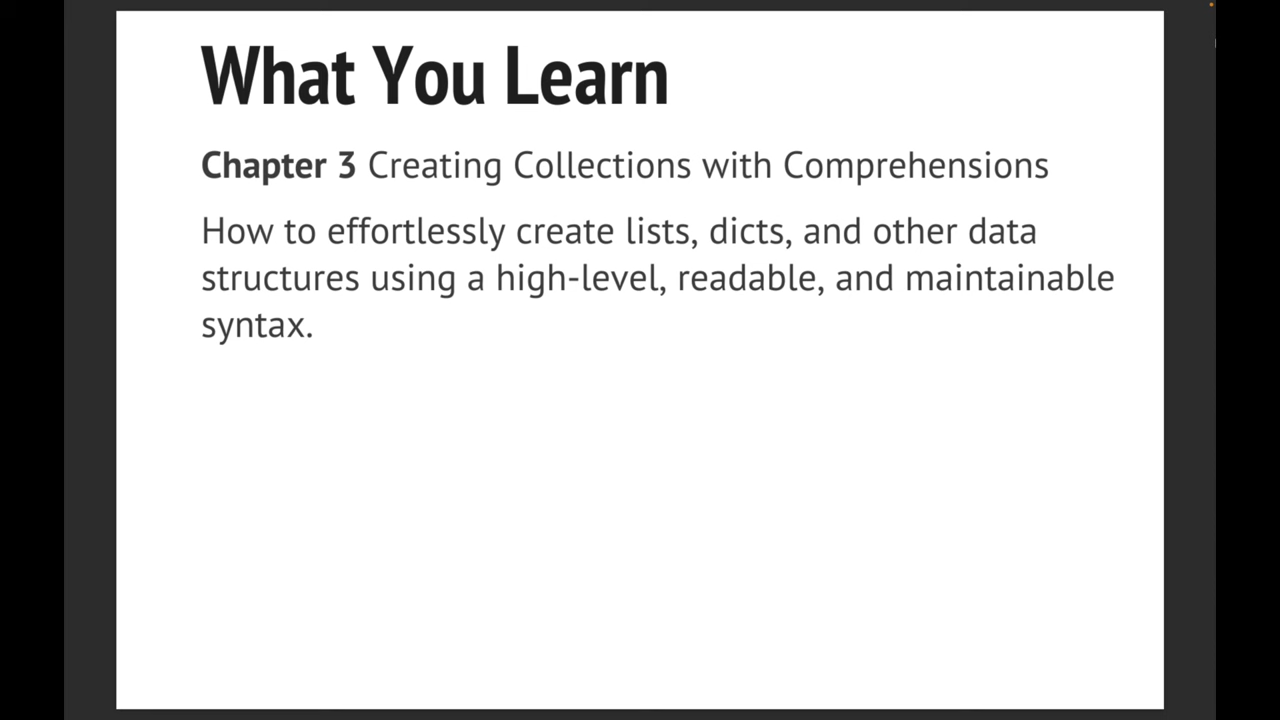 What You Learn
Chapter 3 Creating Collections with Comprehensions
How to effortlessly create lists, dicts, and other data
structures using a high-level, readable, and maintainable
syntax.